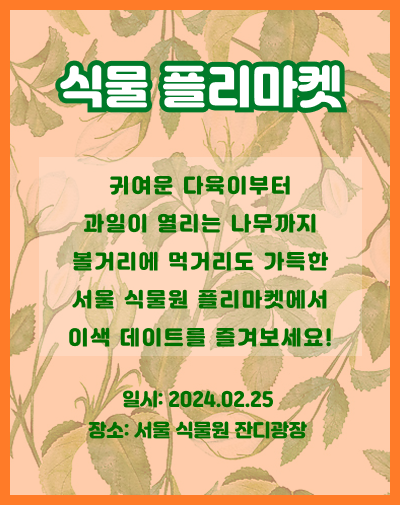 식물 플리마켓
귀여운 다육이부터
과일이 열리는 나무까지
볼거리에 먹거리도 가득한
서울 식물원 플리마켓에서
이색 데이트를 즐겨보세요!
일시: 2024.02.25
장소: 서울 식물원 잔디광장